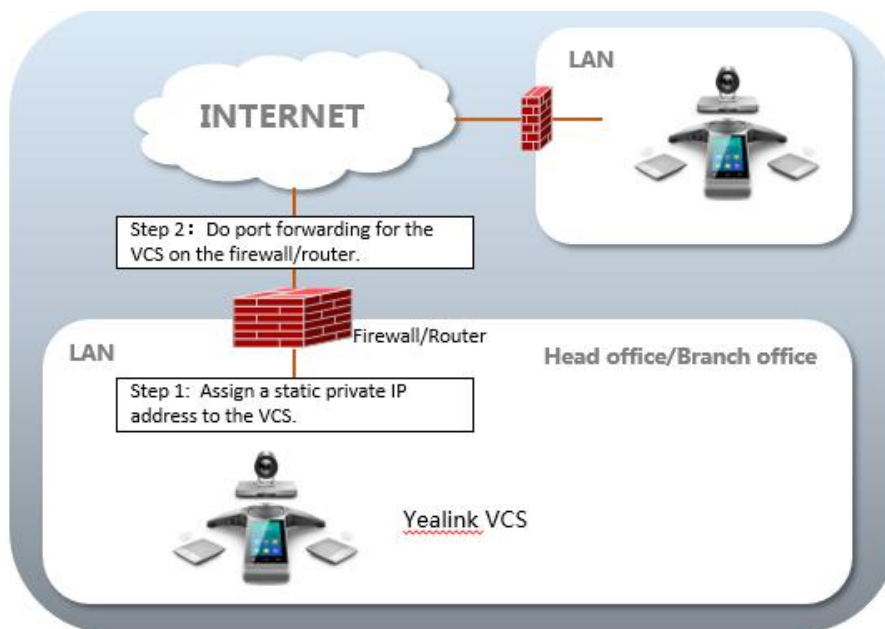 LAN
INTERNET
Step 2： Do port forwarding for the
VCS on the firewall/router.
Firewall/Router
LAN
Head office/Branch office
Step 1:  Assign a static private IP
address to the VCS.
Yealink VCS